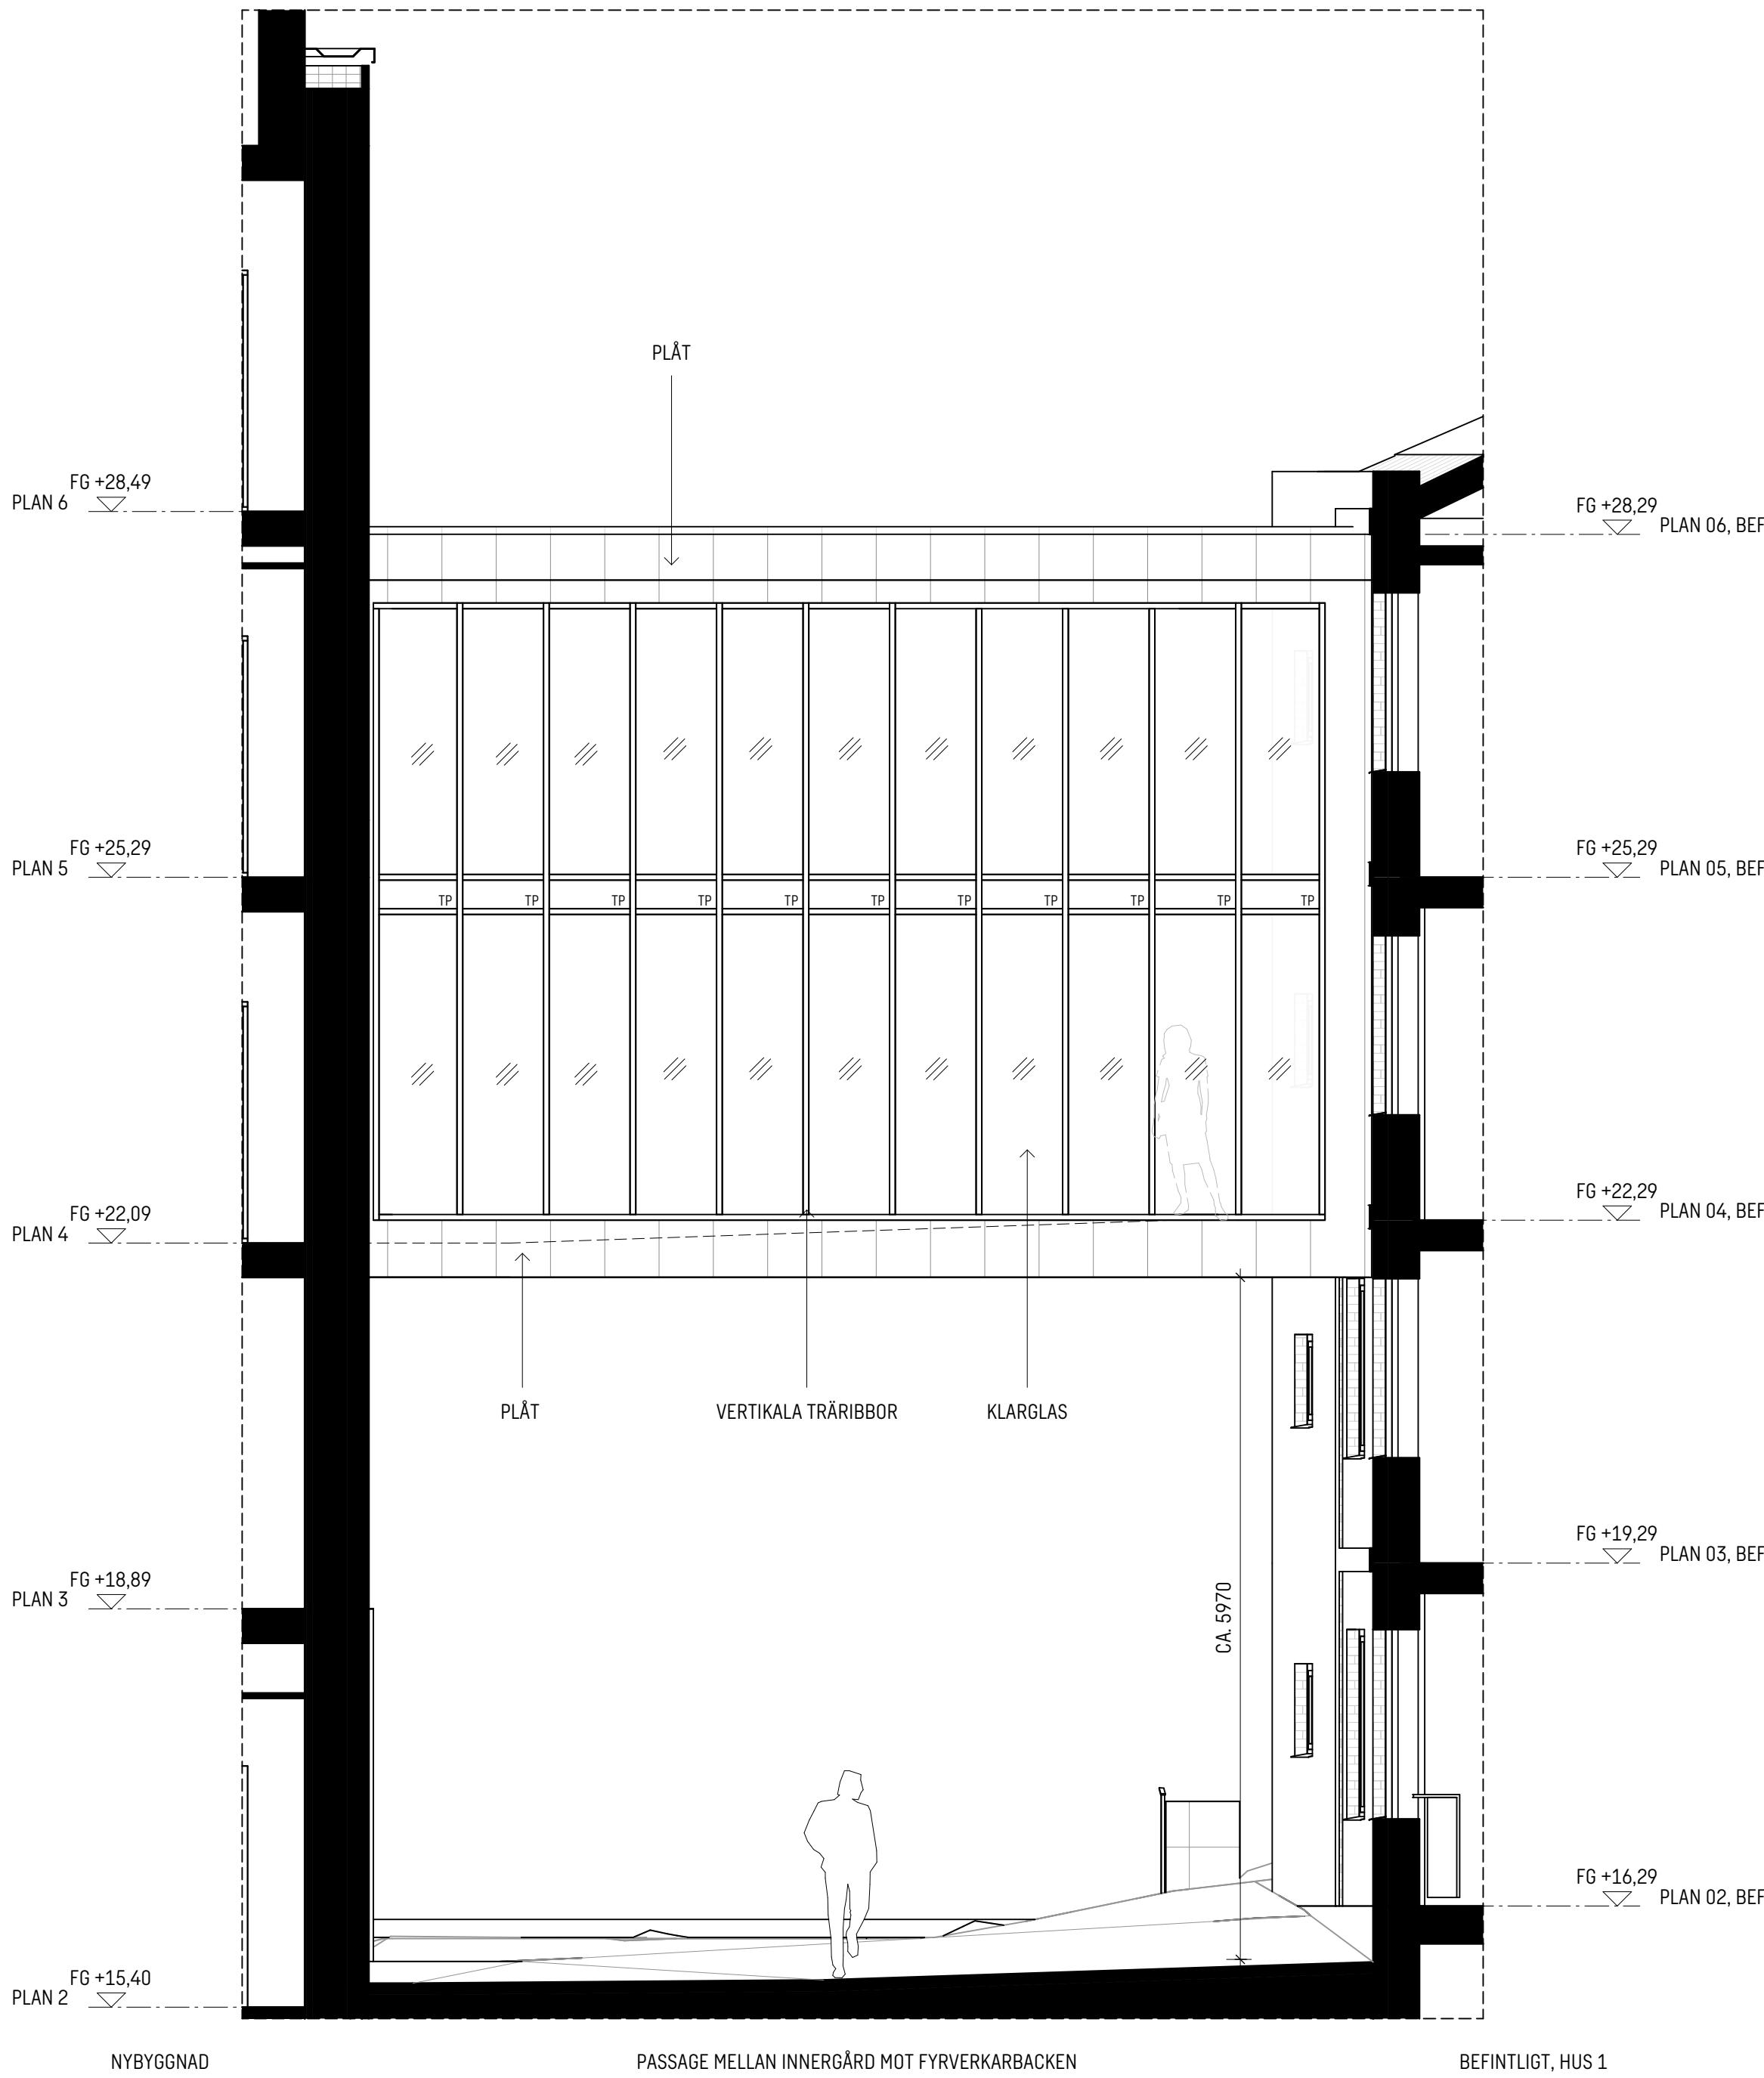 PLÅT
FG +28,49
PLAN 6
FG +28,29
PLAN 06, BEF
FG +25,29
PLAN 5
FG +25,29
PLAN 05, BEF
TP TP TP TP TP TP TP TP TP TP TP
FG +22,09
PLAN 4
FG +22,29
PLAN 04, BEF
PLÅT
VERTIKALA TRÄRIBBOR
KLARGLAS
FG +18,89
PLAN 3
CA. 5970
FG +19,29
PLAN 03, BEF
FG +16,29
PLAN 02, BEF
FG +15,40
PLAN 2
NYBYGGNAD
PASSAGE MELLAN INNERGÅRD MOT FYRVERKARBACKEN
BEFINTLIGT, HUS 1